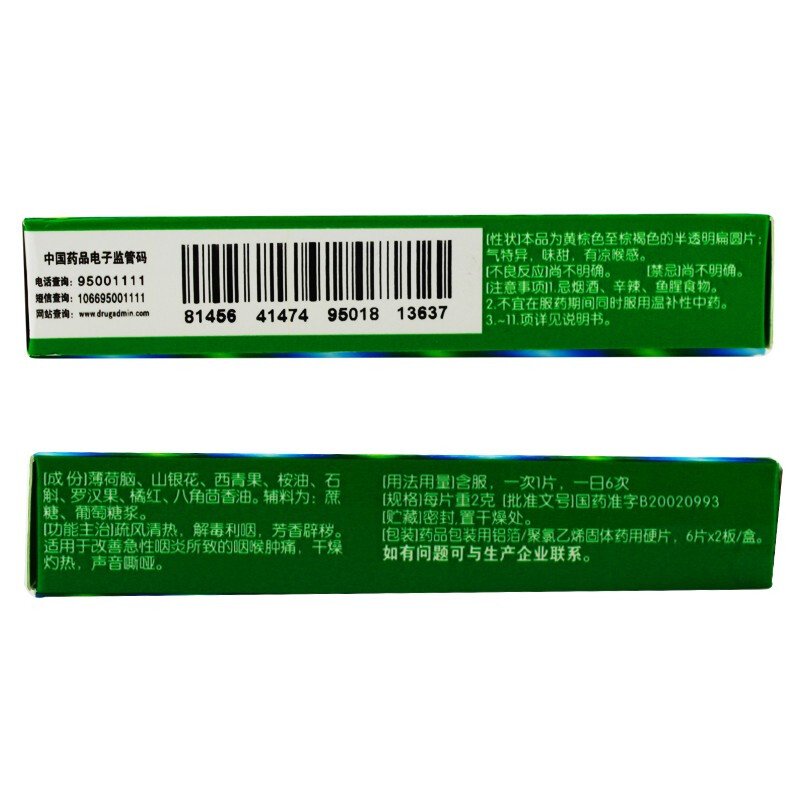 中国药品电子监管码
电话查询: 95001111
短信查询: 106695001111
网站查询: www.drugadmin.com
81456 41474 95018 13637
[性状]本品为黄棕色至棕褐色的半透明扁圆片；
气特异，味甜，有凉喉感。
[不良反应]尚不明确。 [禁忌]尚不明确。
[注意事项]1.忌烟酒、辛辣、鱼腥食物。
2.不宜在服药期间同时服用温补性中药。
3.~11.项详见说明书。
[成 份]薄荷脑、山银花、西青果、桉油、石
斛、罗汉果、橘红、八角茴香油。辅料为：蔗
糖、葡萄糖浆。
[功能主治]疏风清热，解毒利咽，芳香辟秽。
适用于改善急性咽炎所致的咽喉肿痛，干燥
灼热，声音嘶哑。
[用法用量]含服，一次1片，一日6次
[规格]每片重2克 [批准文号]国药准字B20020993
[贮藏]密封,置干燥处。
[包装]药品包装用铝箔/聚氯乙烯固体药用硬片，6片x2板/盒。
如有问题可与生产企业联系。